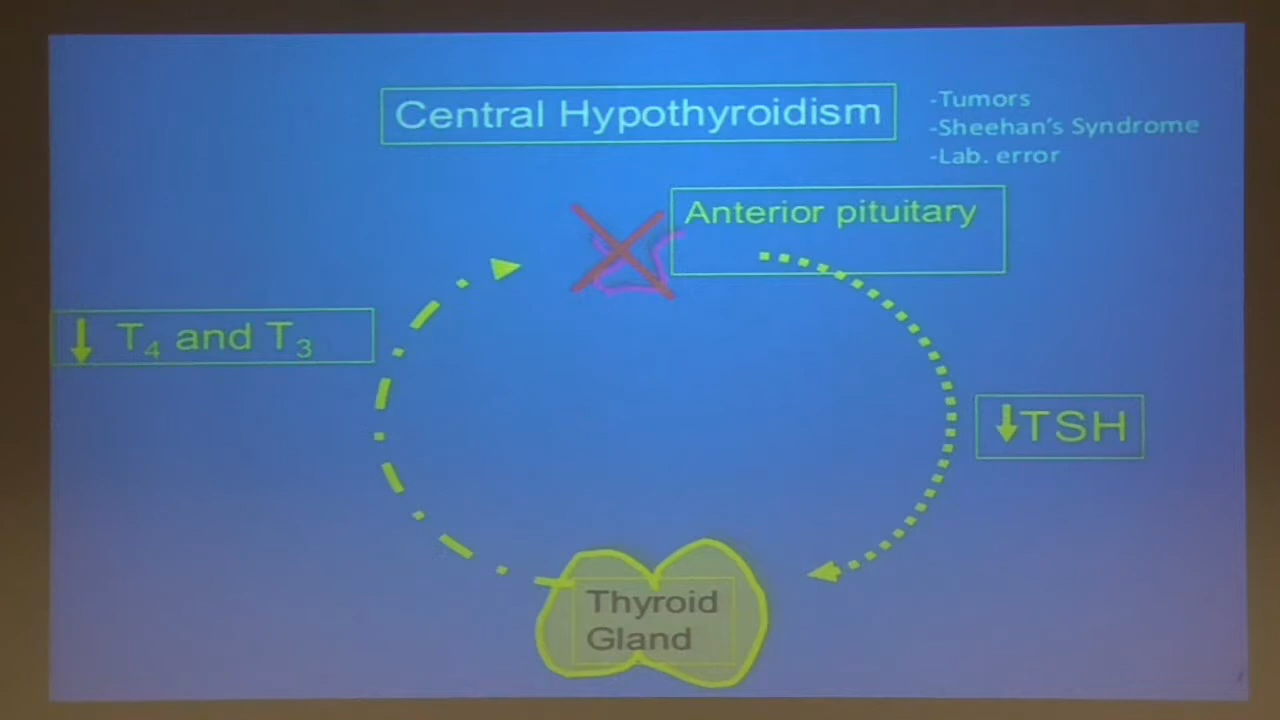 Central Hypothyroidism
-Tumors
-Sheehan's Syndrome
-Lab. error
Anterior pituitary
T4 and T3
TSH
Thyroid
Gland